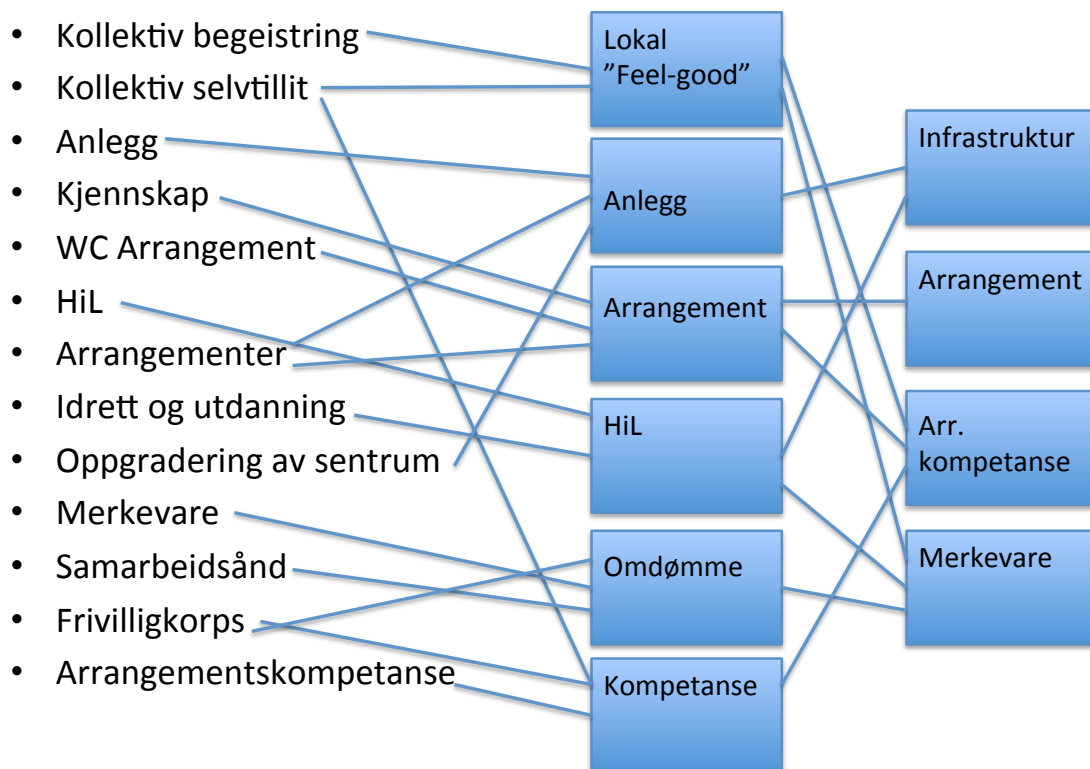 • Kollektiv begeistring
• Kollektiv selvtillit
• Anlegg
• Kjennskap
• WC Arrangement
• HiL
• Arrangementer
• Idrett og utdanning
• Oppgradering av sentrum
• Merkevare
• Samarbeidsånd
• Frivilligkorps
• Arrangementskompetanse
Lokal
”Feel-good”
Anlegg
Arrangement
HiL
Omdømme
Kompetanse
Infrastruktur
Arrangement
Arr.
kompetanse
Merkevare